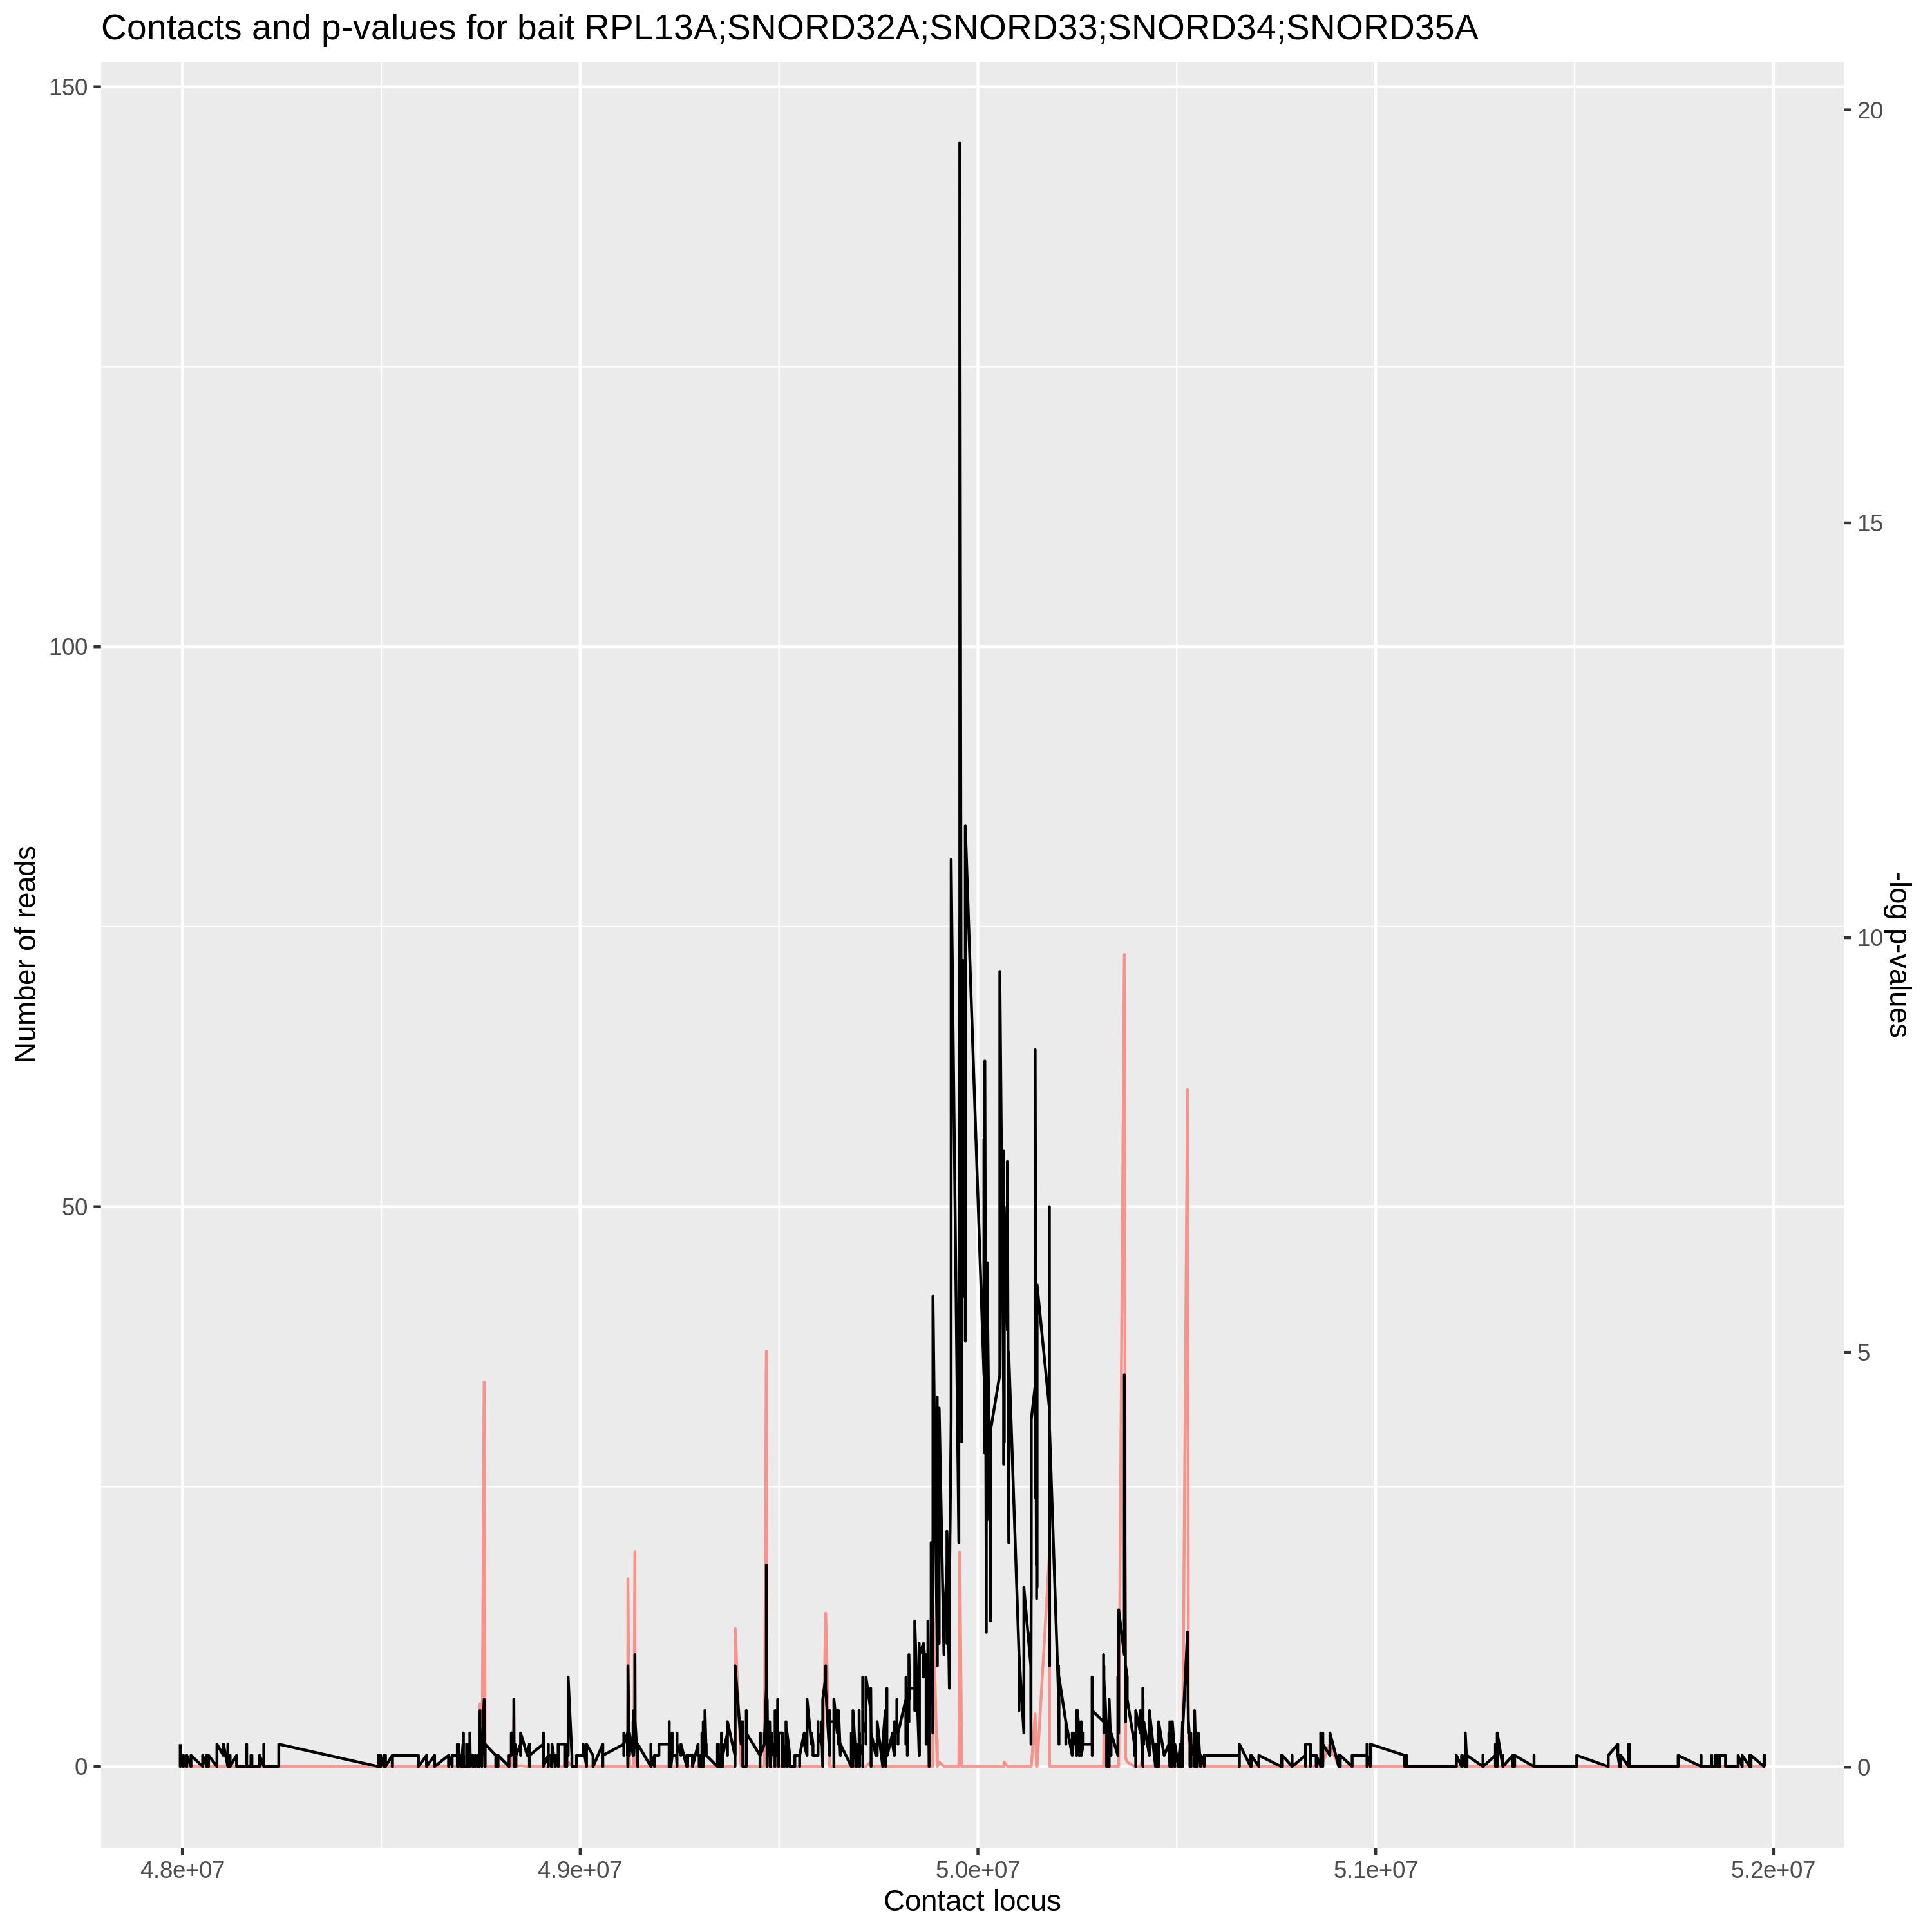 Contacts and p-values for bait RPL13A;SNORD32A;SNORD33;SNORD34;SNORD35A
150
100
50
0
Number of reads
20
15
10
5
0
-log p-values
4.8e+07
4.9e+07
5.0e+07
5.1e+07
5.2e+07
Contact locus